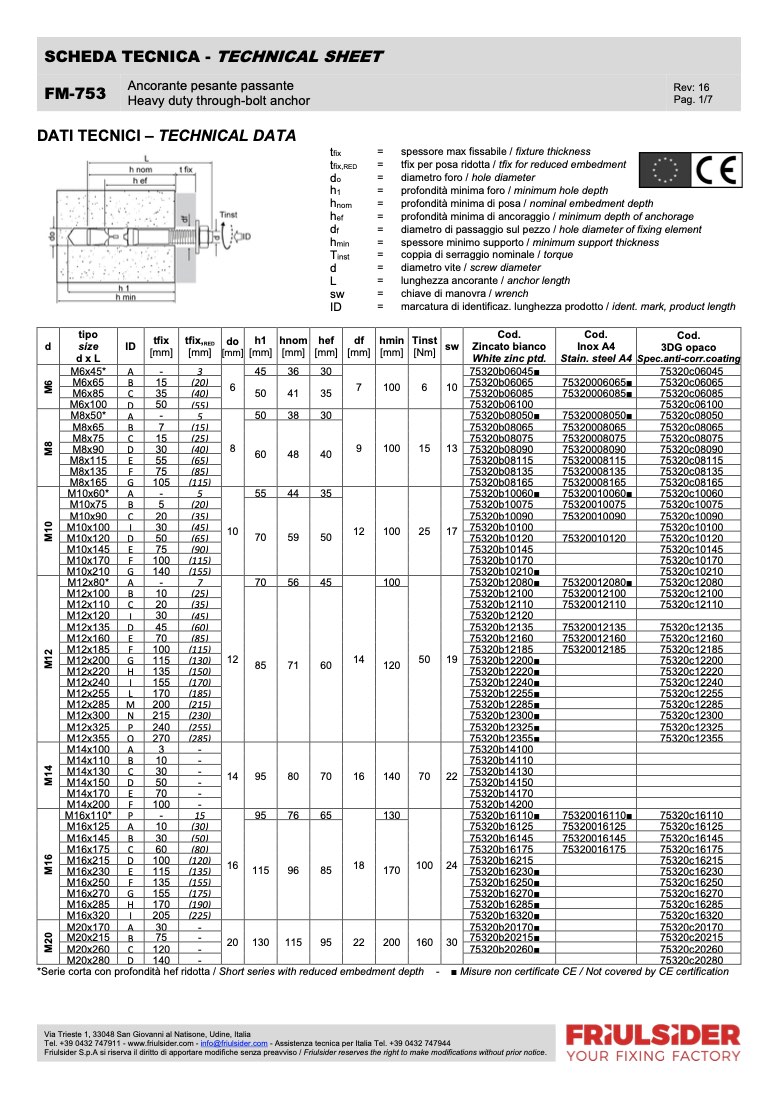 SCHEDA TECNICA - TECHNICAL SHEET
FM-753 Ancorante pesante passante
Heavy duty through-bolt anchor
Rev: 16
Pag. 1/7
DATI TECNICI – TECHNICAL DATA
L
h nom t fix
h ef
do
df
Tinst
d
ID
h 1
h min
tfix = spessore max fissabile / fixture thickness
tfix,RED = tfix per posa ridotta / tfix for reduced embedment
do = diametro foro / hole diameter
h1 = profondità minima foro / minimum hole depth
hnom = profondità minima di posa / nominal embedment depth
hef = profondità minima di ancoraggio / minimum depth of anchorage
df = diametro di passaggio sul pezzo / hole diameter of fixing element
hmin = spessore minimo supporto / minimum support thickness
Tinst = coppia di serraggio nominale / torque
d = diametro vite / screw diameter
L = lunghezza ancorante / anchor length
sw = chiave di manovra / wrench
ID = marcatura di identificaz. lunghezza prodotto / ident. mark, product length
CE
d | tipo size d x L | ID | tfix [mm] | tfix,RED [mm] | do [mm] | h1 [mm] | hnom [mm] | hef [mm] | df [mm] | hmin [mm] | Tinst [Nm] | sw | Cod. Zincato bianco White zinc ptd. | Cod. Inox A4 Stain. steel A4 | Cod. 3DG opaco Spec.anti-corr.coating
M6 6 7 100 6 10
M6x45* A - 3 45 36 30 75320b06045■ 75320c06045
M6x65 B 15 (20) 50 41 35 75320b06065 75320006065■ 75320c06065
M6x85 C 35 (40) 75320b06085 75320006085■ 75320c06085
M6x100 D 50 (55) 75320b06100 75320c06100
M8 8 9 100 15 13
M8x50* A - 5 50 38 30 75320b08050■ 75320008050■ 75320c08050
M8x65 B 7 (15) 60 48 40 75320b08065 75320008065 75320c08065
M8x75 C 15 (25) 75320b08075 75320008075 75320c08075
M8x90 D 30 (40) 75320b08090 75320008090 75320c08090
M8x115 E 55 (65) 75320b08115 75320008115 75320c08115
M8x135 F 75 (85) 75320b08135 75320008135 75320c08135
M8x165 G 105 (115) 75320b08165 75320008165 75320c08165
M10 10 12 100 25 17
M10x60* A - 5 55 44 35 75320b10060■ 75320010060■ 75320c10060
M10x75 B 5 (20) 70 59 50 75320b10075 75320010075 75320c10075
M10x90 C 20 (35) 75320b10090 75320010090 75320c10090
M10x100 I 30 (45) 75320b10100 75320c10100
M10x120 D 50 (65) 75320b10120 75320010120 75320c10120
M10x145 E 75 (90) 75320b10145 75320c10145
M10x170 F 100 (115) 75320b10170 75320c10170
M10x210 G 140 (155) 75320b10210■ 75320c10210
M12 12 14 50 19
M12x80* A - 7 70 56 45 100 75320b12080■ 75320012080■ 75320c12080
M12x100 B 10 (25) 85 71 60 120 75320b12100 75320012100 75320c12100
M12x110 C 20 (35) 75320b12110 75320012110 75320c12110
M12x120 I 30 (45) 75320b12120
M12x135 D 45 (60) 75320b12135 75320012135 75320c12135
M12x160 E 70 (85) 75320b12160 75320012160 75320c12160
M12x185 F 100 (115) 75320b12185 75320012185 75320c12185
M12x200 G 115 (130) 75320b12200■ 75320c12200
M12x220 H 135 (150) 75320b12220■ 75320c12220
M12x240 I 155 (170) 75320b12240■ 75320c12240
M12x255 L 170 (185) 75320b12255■ 75320c12255
M12x285 M 200 (215) 75320b12285■ 75320c12285
M12x300 N 215 (230) 75320b12300■ 75320c12300
M12x325 P 240 (255) 75320b12325■ 75320c12325
M12x355 O 270 (285) 75320b12355■ 75320c12355
M14 14 95 80 70 16 140 70 22
M14x100 A 3 - 75320b14100
M14x110 B 10 - 75320b14110
M14x130 C 30 - 75320b14130
M14x150 D 50 - 75320b14150
M14x170 E 70 - 75320b14170
M14x200 F 100 - 75320b14200
M16 16 18 100 24
M16x110* P - 15 95 76 65 130 75320b16110■ 75320016110■ 75320c16110
M16x125 A 10 (30) 115 96 85 170 75320b16125 75320016125 75320c16125
M16x145 B 30 (50) 75320b16145 75320016145 75320c16145
M16x175 C 60 (80) 75320b16175 75320016175 75320c16175
M16x215 D 100 (120) 75320b16215 75320c16215
M16x230 E 115 (135) 75320b16230■ 75320c16230
M16x250 F 135 (155) 75320b16250■ 75320c16250
M16x270 G 155 (175) 75320b16270■ 75320c16270
M16x285 H 170 (190) 75320b16285■ 75320c16285
M16x320 I 205 (225) 75320b16320■ 75320c16320
M20 20 130 115 95 22 200 160 30
M20x170 A 30 - 75320b20170■ 75320c20170
M20x215 B 75 - 75320b20215■ 75320c20215
M20x260 C 120 - 75320b20260■ 75320c20260
M20x280 D 140 - 75320c20280
*Serie corta con profondità hef ridotta / Short series with reduced embedment depth - ■ Misure non certificate CE / Not covered by CE certification
Via Trieste 1, 33048 San Giovanni al Natisone, Udine, Italia
Tel. +39 0432 747911 - www.friulsider.com - info@friulsider.com - Assistenza tecnica per Italia Tel. +39 0432 747944
Friulsider S.p.A si riserva il diritto di apportare modifiche senza preavviso / Friulsider reserves the right to make modifications without prior notice.
FRIULSIDER
YOUR FIXING FACTORY